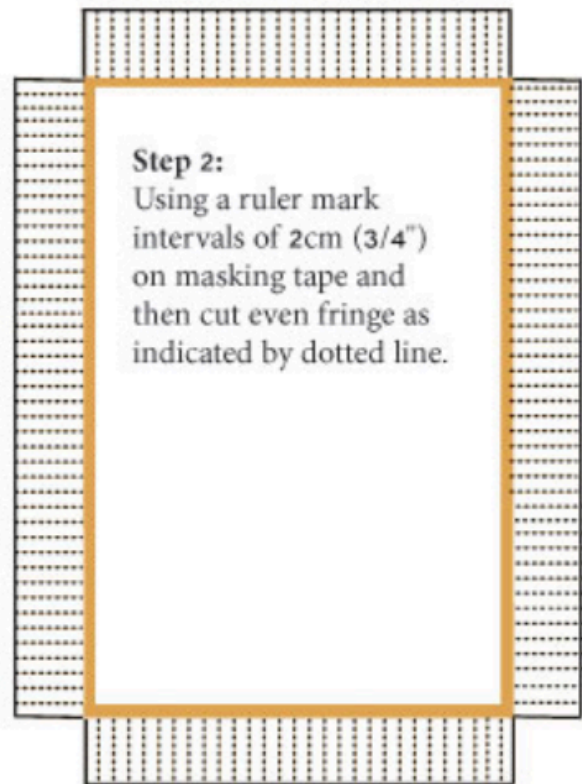 Step 2:
Using a ruler mark
intervals of 2cm (3/4")
on masking tape and
then cut even fringe as
indicated by dotted line.